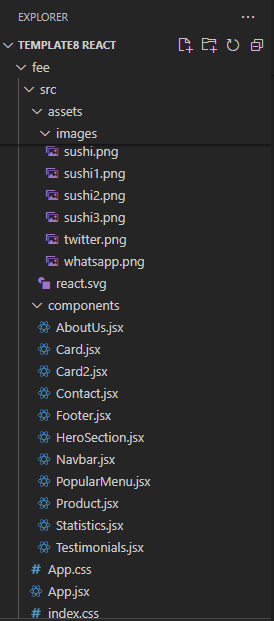 EXPLORER
TEMPLATE8 REACT
fee
src
assets
images
sushi.png
sushi1.png
sushi2.png
sushi3.png
twitter.png
whatsapp.png
react.svg
components
AboutUs.jsx
Card.jsx
Card2.jsx
Contact.jsx
Footer.jsx
HeroSection.jsx
Navbar.jsx
PopularMenu.jsx
Product.jsx
Statistics.jsx
Testimonials.jsx
# App.css
App.jsx
# index.css